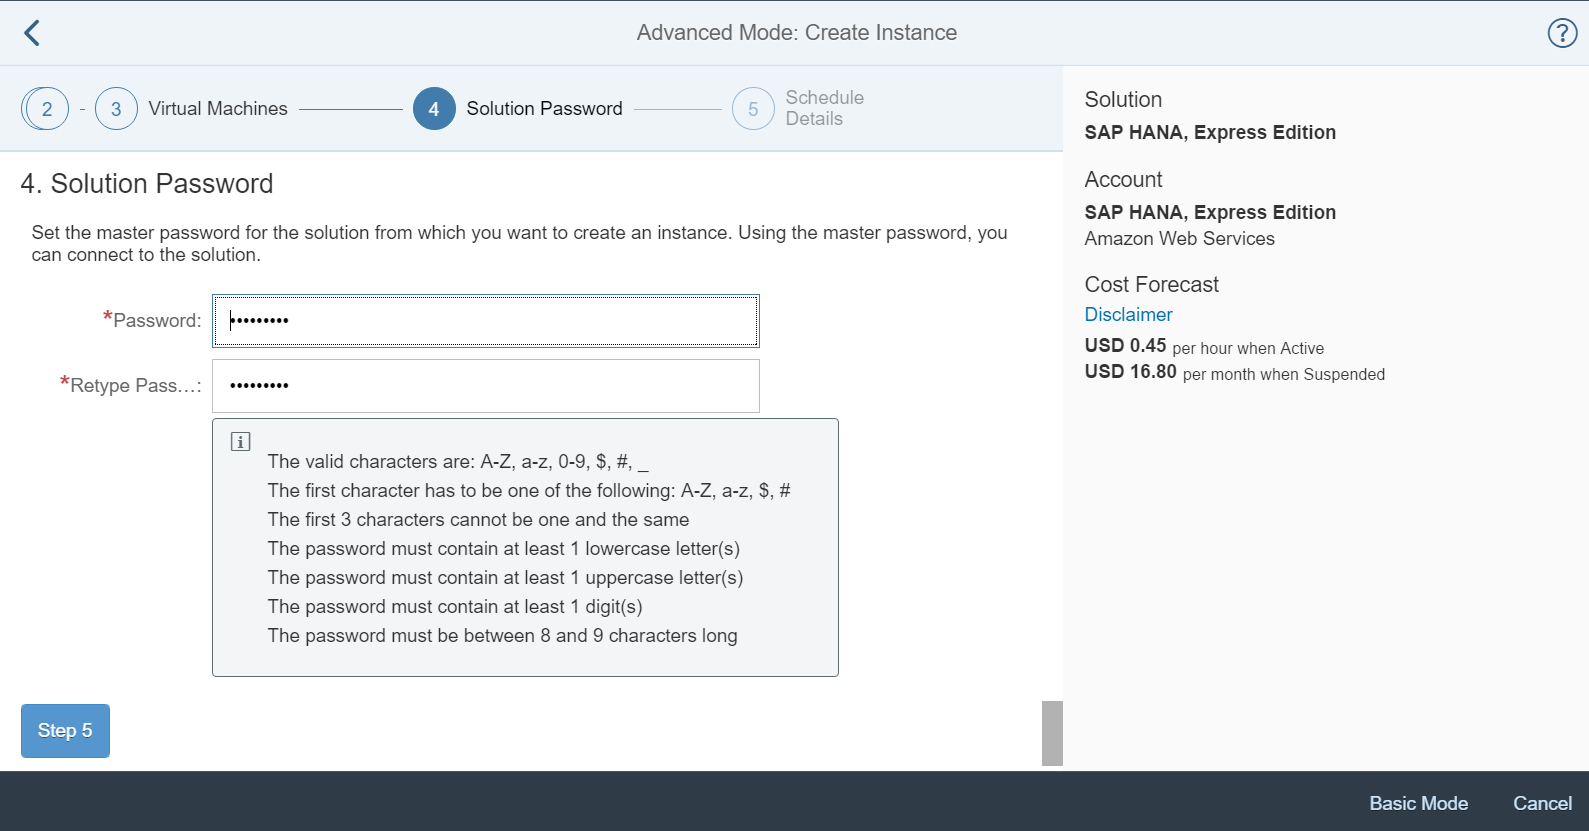 Advanced Mode: Create Instance
?
2 - 3 Virtual Machines 4 Solution Password 5 Schedule Details
4. Solution Password
Set the master password for the solution from which you want to create an instance. Using the master password, you
can connect to the solution.
*Password: •••••••••
*Retype Pass...: •••••••••
i
The valid characters are: A-Z, a-z, 0-9, $, #, _
The first character has to be one of the following: A-Z, a-z, $, #
The first 3 characters cannot be one and the same
The password must contain at least 1 lowercase letter(s)
The password must contain at least 1 uppercase letter(s)
The password must contain at least 1 digit(s)
The password must be between 8 and 9 characters long
Step 5
Solution
SAP HANA, Express Edition
Account
SAP HANA, Express Edition
Amazon Web Services
Cost Forecast
Disclaimer
USD 0.45 per hour when Active
USD 16.80 per month when Suspended
Basic Mode Cancel